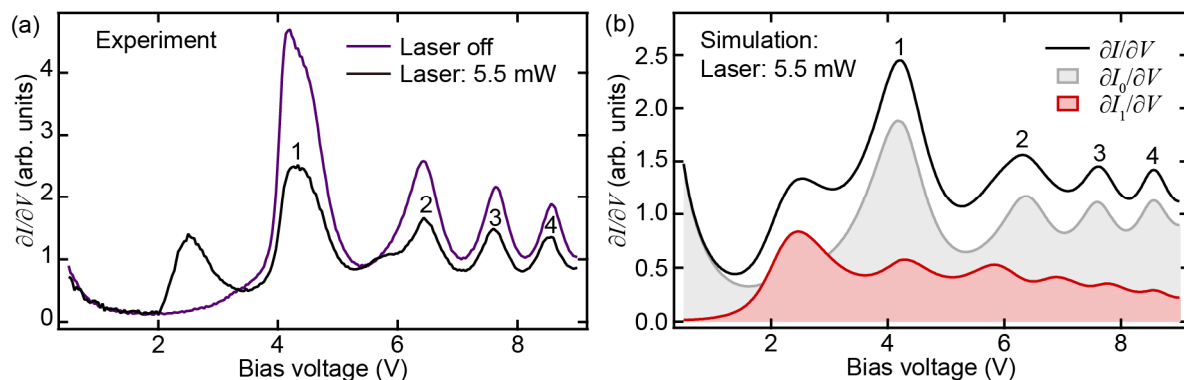 (a)
Experiment
Laser off
Laser: 5.5 mW
1
2
3
4
4
3
2
1
0
∂I/∂V (arb. units)
2
4
6
8
Bias voltage (V)
(b)
Simulation:
Laser: 5.5 mW
∂I/∂V
∂I₀/∂V
∂I₁/∂V
1
2
3
4
2.5
2.0
1.5
1.0
0.5
0.0
∂I/∂V (arb. units)
2
4
6
8
Bias voltage (V)